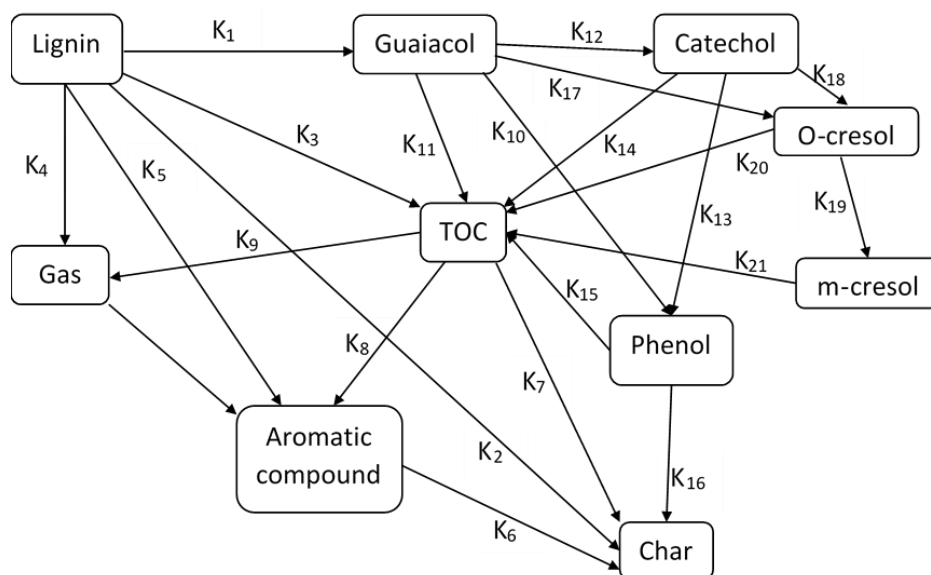 Lignin
K₁
Guaiacol
K₁₂
Catechol
K₁₈
K₁₇
O-cresol
K₃
K₁₁
K₁₀
K₁₄
K₂₀
K₄
K₅
K₁₃
K₁₉
TOC
K₉
K₂₁
Gas
m-cresol
K₁₅
Phenol
K₈
K₇
Aromatic
compound
K₂
K₁₆
K₆
Char